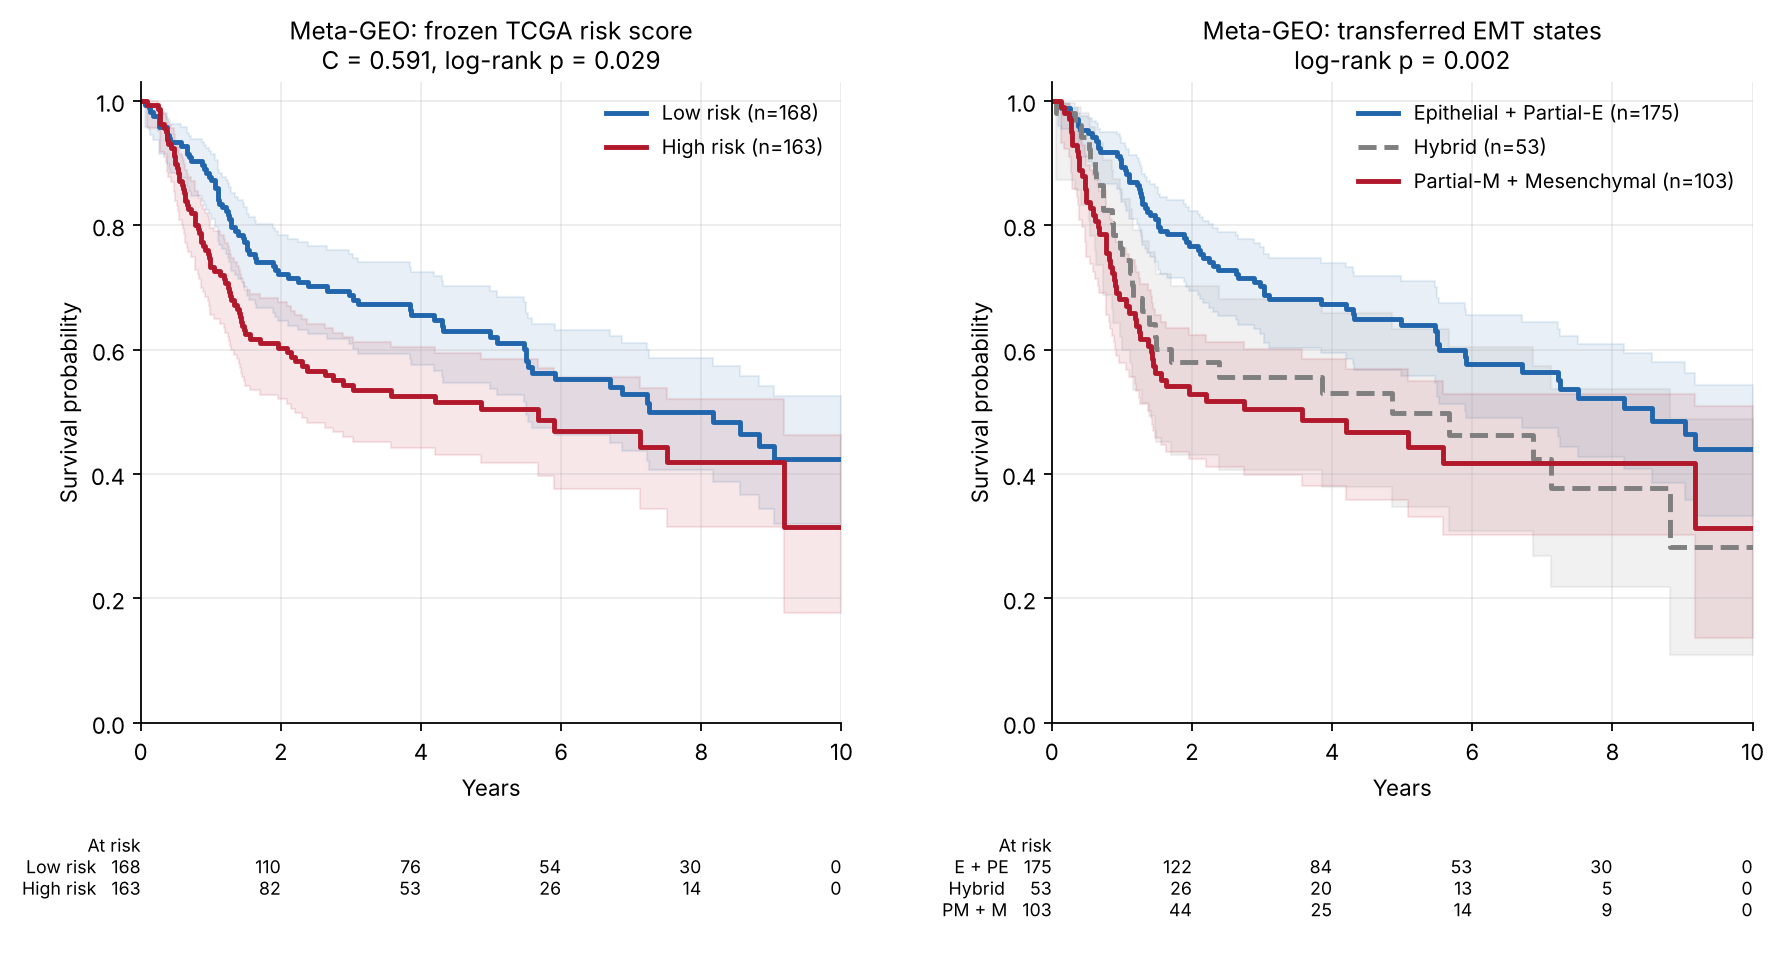 Meta-GEO: frozen TCGA risk score
C = 0.591, log-rank p = 0.029
Low risk (n=168)
High risk (n=163)
Survival probability
1.0
0.8
0.6
0.4
0.2
0.0
0 2 4 6 8 10
Years
At risk
Low risk 168 110 76 54 30 0
High risk 163 82 53 26 14 0
Meta-GEO: transferred EMT states
log-rank p = 0.002
Epithelial + Partial-E (n=175)
Hybrid (n=53)
Partial-M + Mesenchymal (n=103)
Survival probability
1.0
0.8
0.6
0.4
0.2
0.0
0 2 4 6 8 10
Years
At risk
E + PE 175 122 84 53 30 0
Hybrid 53 26 20 13 5 0
PM + M 103 44 25 14 9 0